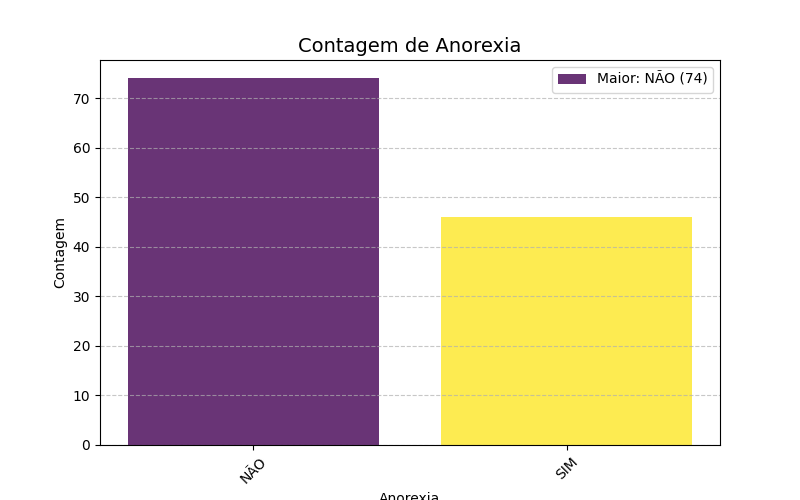 Contagem de Anorexia
Maior: NÃO (74)
Contagem
70
60
50
40
30
20
10
0
NÃO
SIM
Anorexia